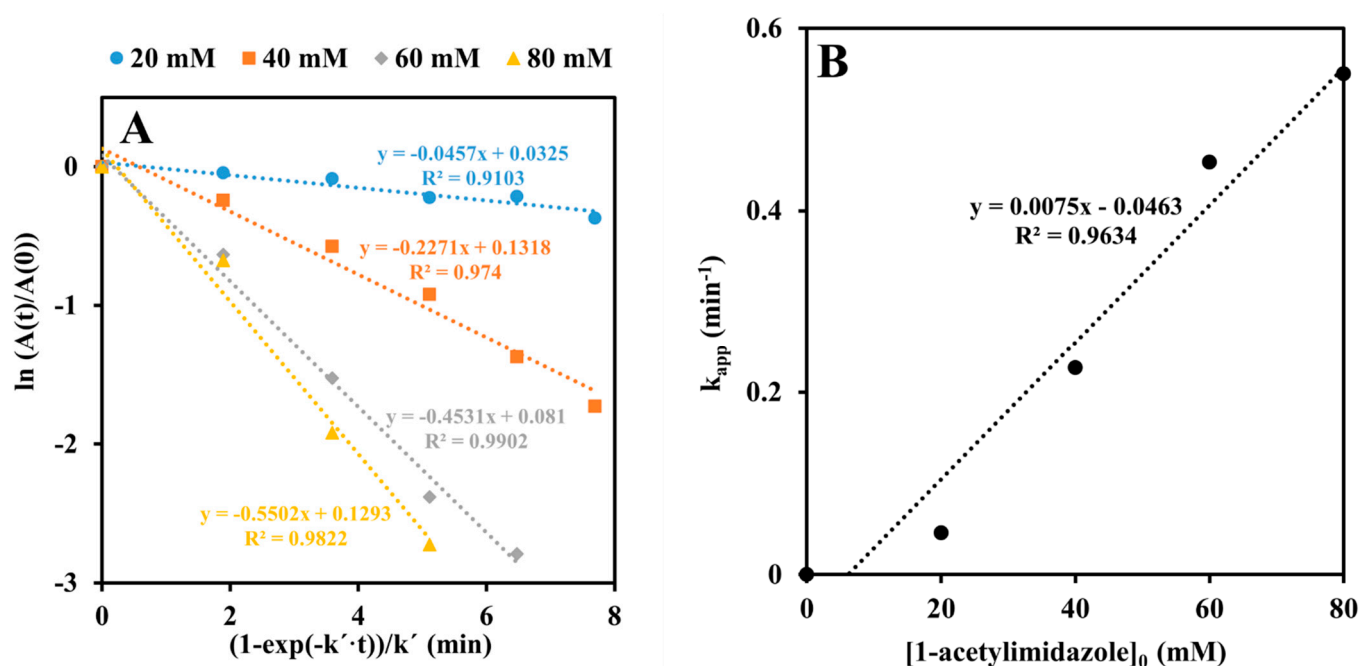 20 mM 40 mM 60 mM 80 mM
A
0
-1
-2
-3
ln (A(t)/A(0))
y = -0.0457x + 0.0325
R² = 0.9103
y = -0.2271x + 0.1318
R² = 0.974
y = -0.4531x + 0.081
R² = 0.9902
y = -0.5502x + 0.1293
R² = 0.9822
0 2 4 6 8
(1-exp(-k´·t))/k´ (min)
B
0.6
0.4
0.2
0
kapp (min-1)
y = 0.0075x - 0.0463
R² = 0.9634
0 20 40 60 80
[1-acetylimidazole]0 (mM)